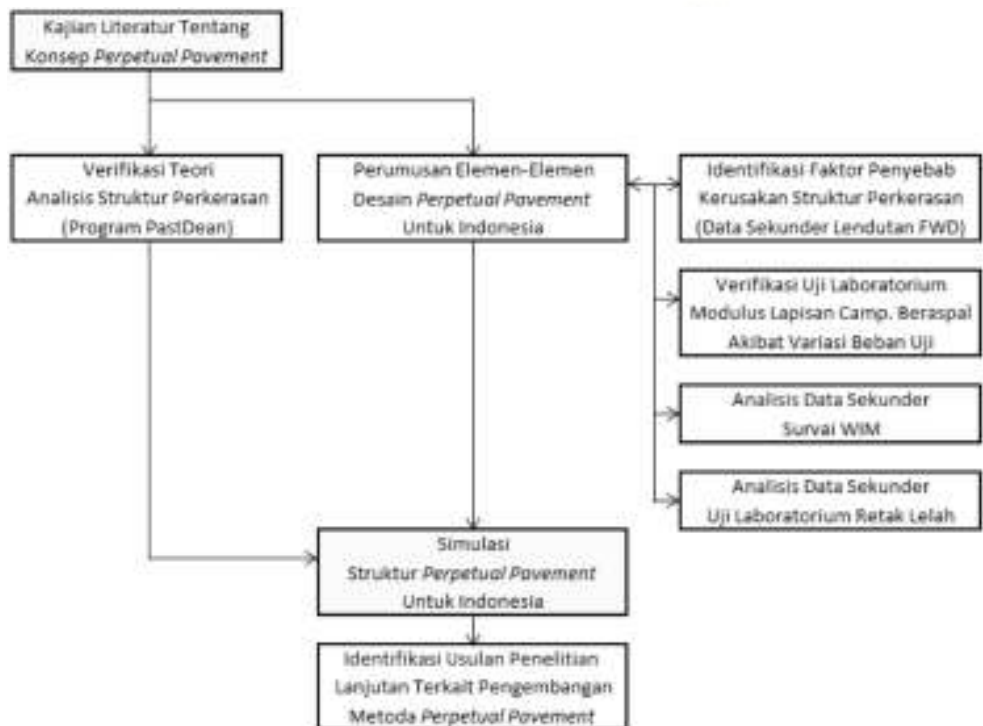 Kajian Literatur Tentang
Konsep Perpetual Pavement
Verifikasi Teori
Analisis Struktur Perkerasan
(Program PastDean)
Perumusan Elemen-Elemen
Desain Perpetual Pavement
Untuk Indonesia
Identifikasi Faktor Penyebab
Kerusakan Struktur Perkerasan
(Data Sekunder Lendutan FWD)
Verifikasi Uji Laboratorium
Modulus Lapisan Camp. Beraspal
Akibat Variasi Beban Uji
Analisis Data Sekunder
Survai WIM
Analisis Data Sekunder
Uji Laboratorium Retak Lelah
Simulasi
Struktur Perpetual Pavement
Untuk Indonesia
Identifikasi Usulan Penelitian
Lanjutan Terkait Pengembangan
Metoda Perpetual Pavement